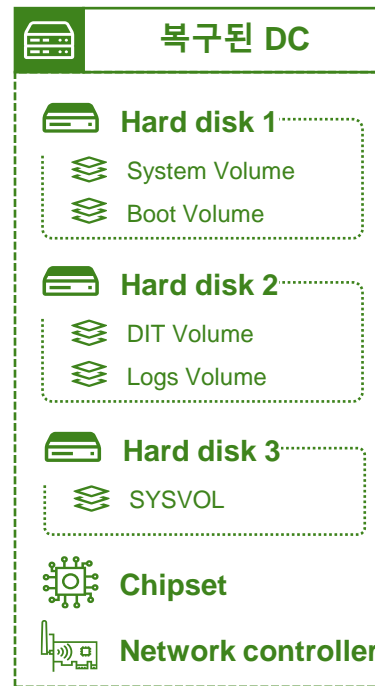 복구된 DC
Hard disk 1
System Volume
Boot Volume
Hard disk 2
DIT Volume
Logs Volume
Hard disk 3
SYSVOL
Chipset
Network controller